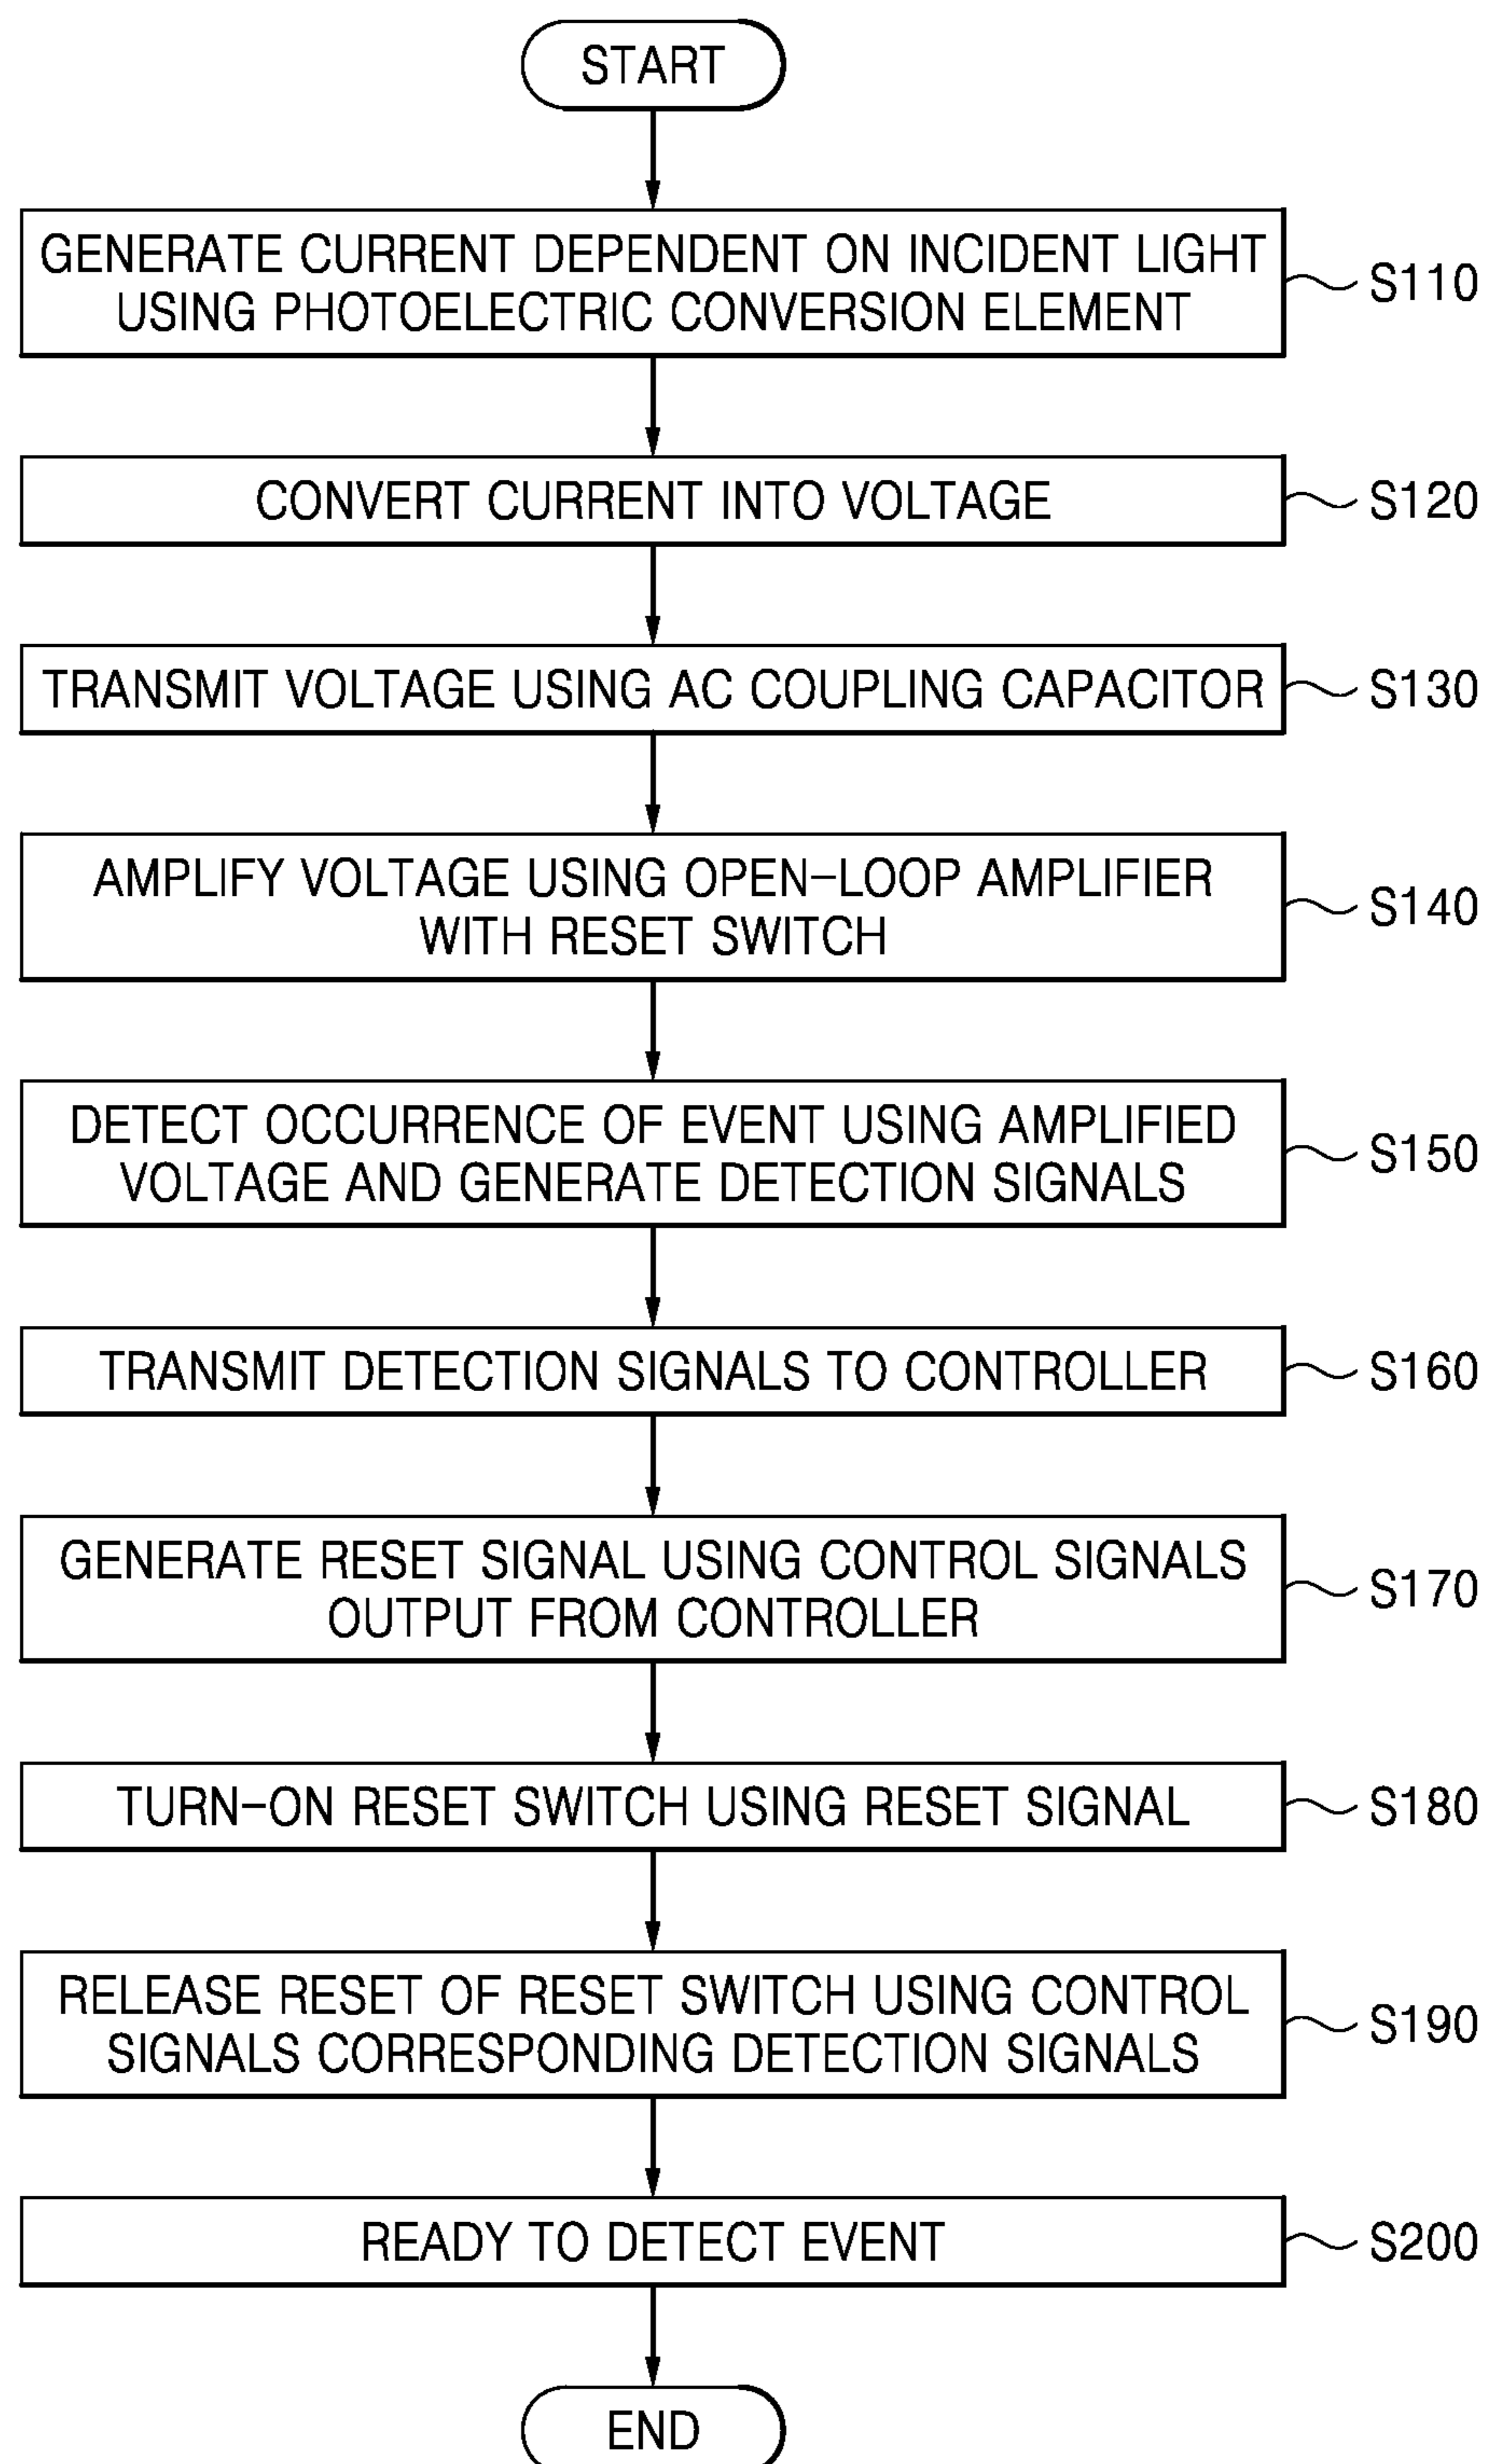 START
GENERATE CURRENT DEPENDENT ON INCIDENT LIGHT
USING PHOTOELECTRIC CONVERSION ELEMENT
S110
CONVERT CURRENT INTO VOLTAGE
S120
TRANSMIT VOLTAGE USING AC COUPLING CAPACITOR
S130
AMPLIFY VOLTAGE USING OPEN-LOOP AMPLIFIER
WITH RESET SWITCH
S140
DETECT OCCURRENCE OF EVENT USING AMPLIFIED
VOLTAGE AND GENERATE DETECTION SIGNALS
S150
TRANSMIT DETECTION SIGNALS TO CONTROLLER
S160
GENERATE RESET SIGNAL USING CONTROL SIGNALS
OUTPUT FROM CONTROLLER
S170
TURN-ON RESET SWITCH USING RESET SIGNAL
S180
RELEASE RESET OF RESET SWITCH USING CONTROL
SIGNALS CORRESPONDING DETECTION SIGNALS
S190
READY TO DETECT EVENT
S200
END